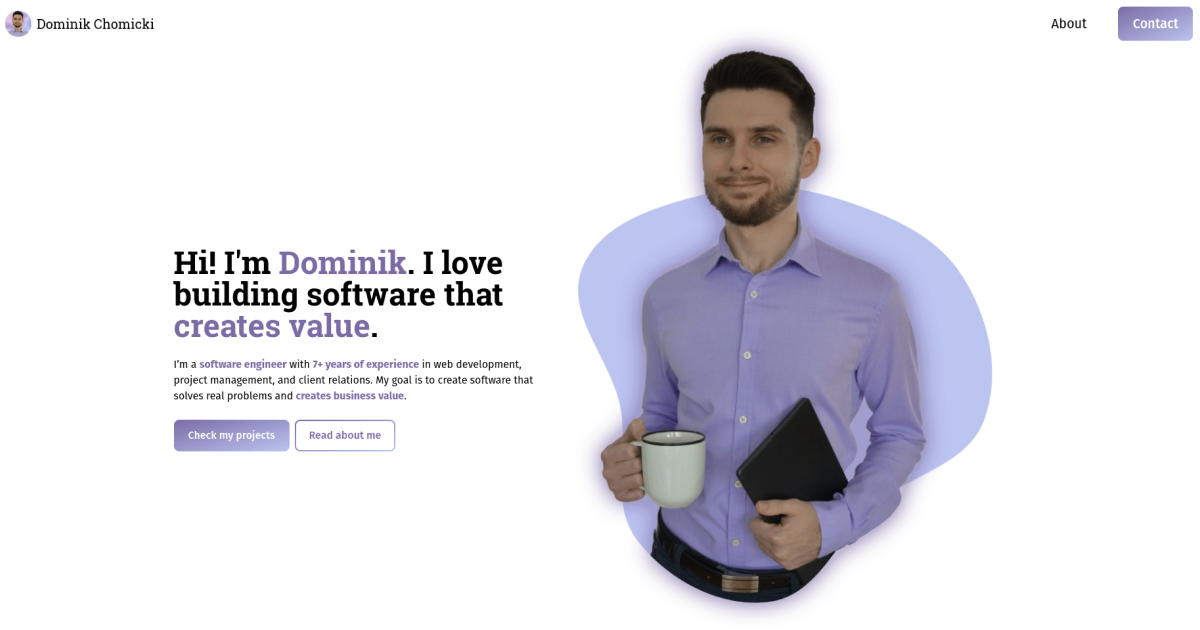 Dominik Chomicki
About
Contact
Hi! I'm Dominik. I love
building software that
creates value.
I’m a software engineer with 7+ years of experience in web development,
project management, and client relations. My goal is to create software that
solves real problems and creates business value.
Check my projects
Read about me